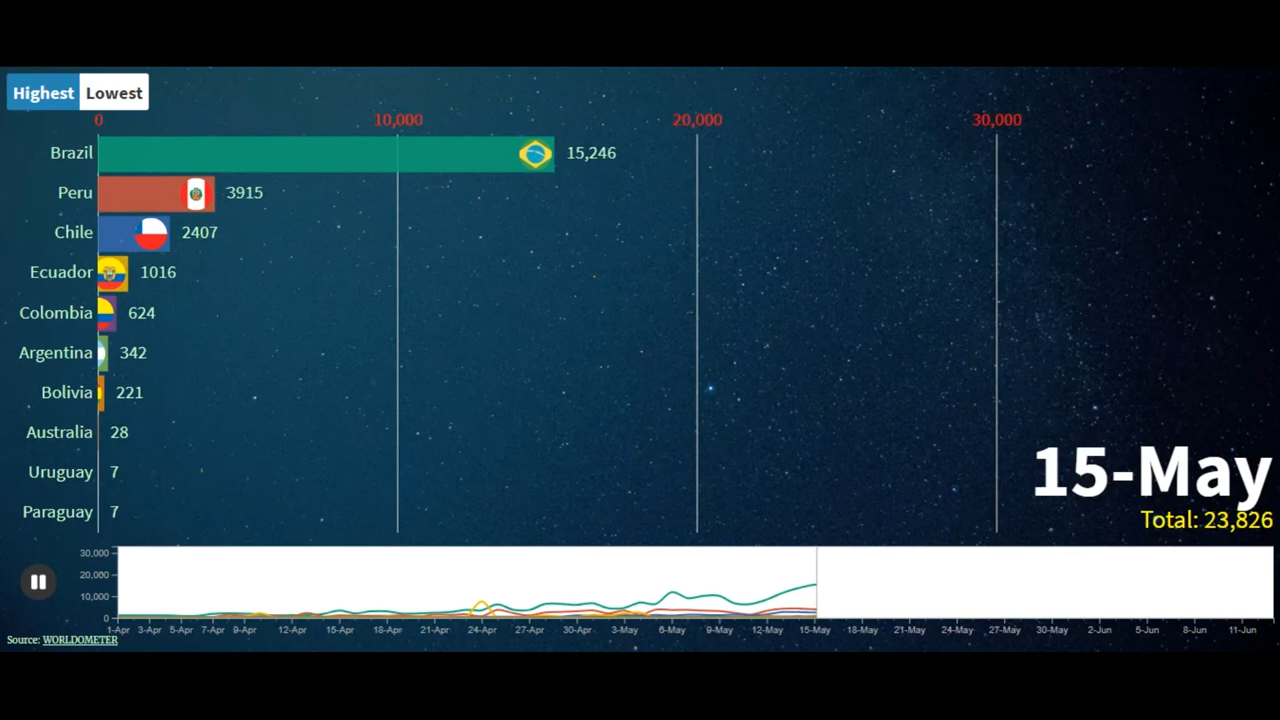 Highest Lowest
0 10,000 20,000 30,000
Brazil 15,246
Peru 3915
Chile 2407
Ecuador 1016
Colombia 624
Argentina 342
Bolivia 221
Australia 28
Uruguay 7
Paraguay 7
15-May
Total: 23,826
30,000
20,000
10,000
0
1-Apr 3-Apr 5-Apr 7-Apr 9-Apr 12-Apr 15-Apr 18-Apr 21-Apr 24-Apr 27-Apr 30-Apr 3-May 6-May 9-May 12-May 15-May 18-May 21-May 24-May 27-May 30-May 2-Jun 5-Jun 8-Jun 11-Jun
Source: WORLDOMETER